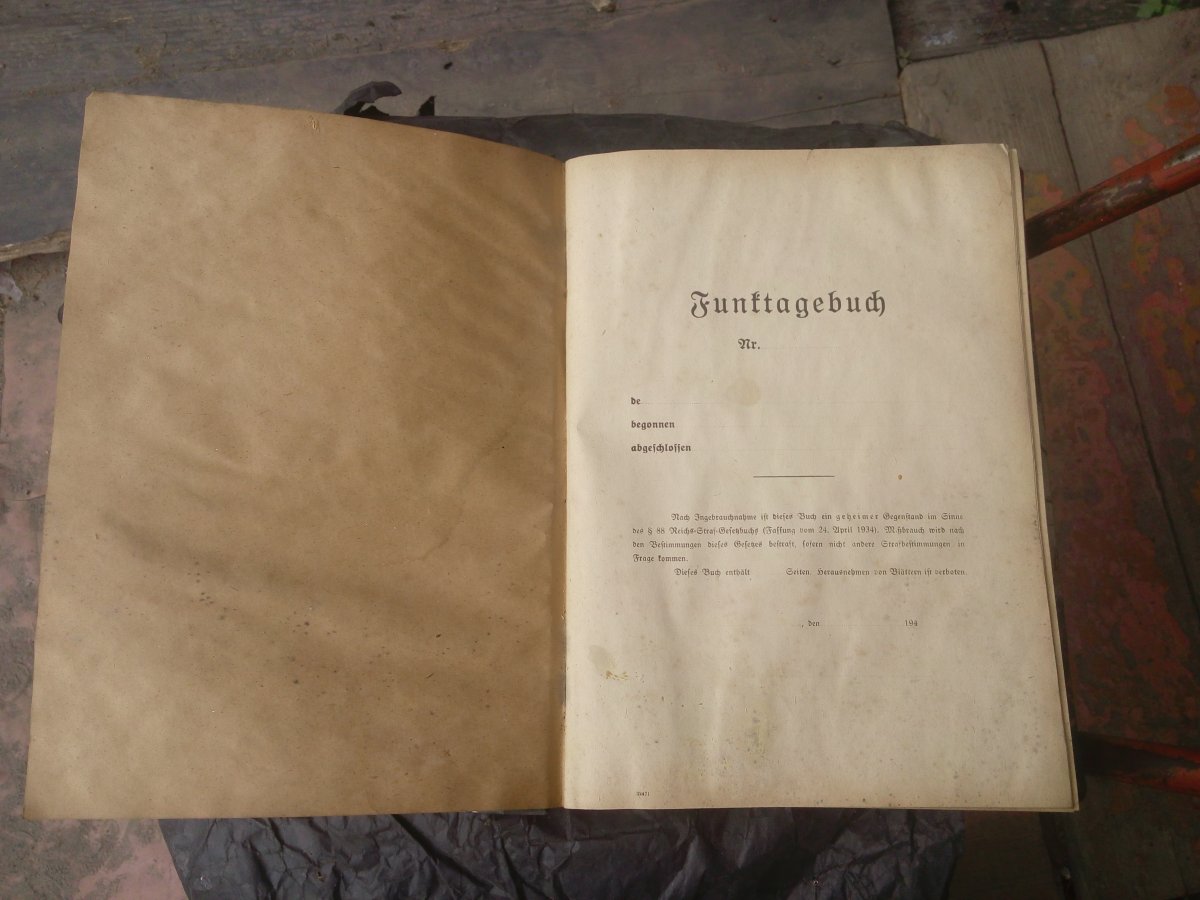 Funktagebuch
Nr.
de
begonnen
abgeschlossen
Nach Ingebrauchnahme ist dieses Buch ein geheimer Gegenstand im Sinne
des § 88 Reichs-Straf-Gesetzbuchs (Fassung vom 24. April 1934). Mißbrauch wird nach
den Bestimmungen dieses Gesetzes bestraft, sofern nicht andere Strafbestimmungen in
Frage kommen.
Dieses Buch enthält Seiten. Herausnehmen von Blättern ist verboten.
, den 194